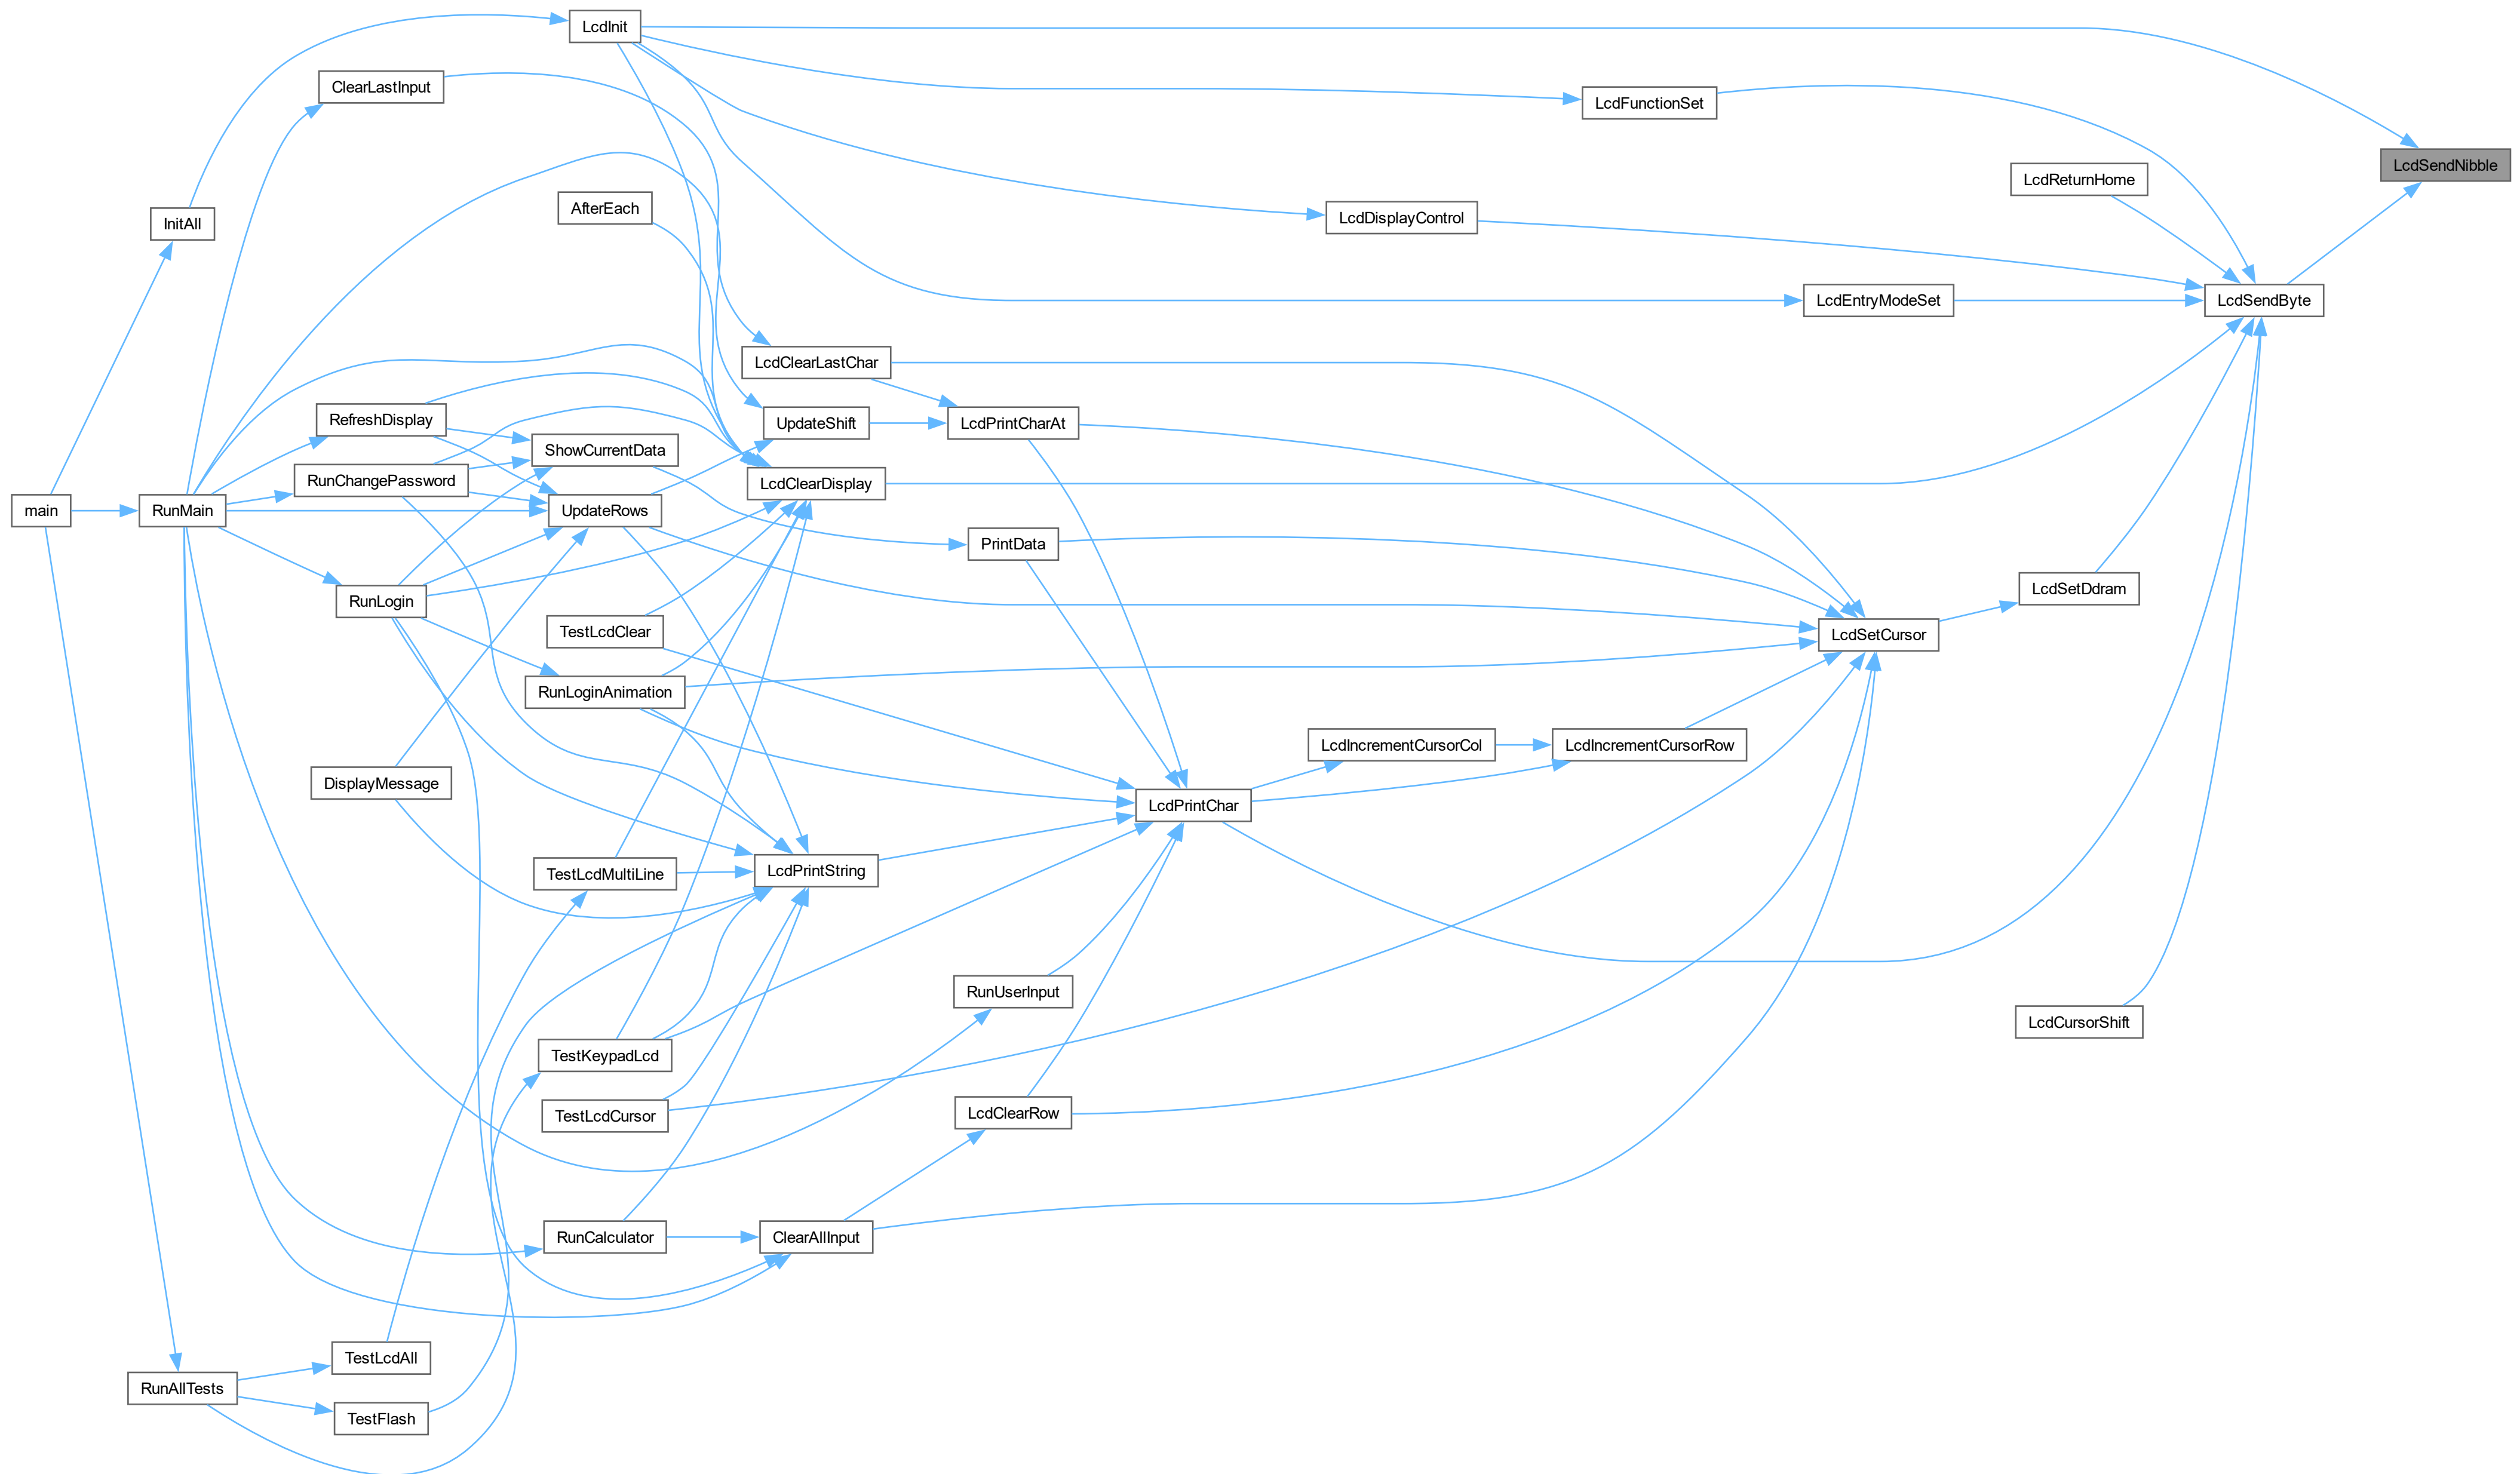 LcdInit
ClearLastInput
LcdFunctionSet
LcdSendNibble
LcdReturnHome
AfterEach
LcdDisplayControl
InitAll
LcdEntryModeSet
LcdSendByte
LcdClearLastChar
RefreshDisplay
UpdateShift
LcdPrintCharAt
ShowCurrentData
RunChangePassword
LcdClearDisplay
main
RunMain
UpdateRows
PrintData
LcdSetDdram
RunLogin
TestLcdClear
LcdSetCursor
RunLoginAnimation
LcdIncrementCursorCol
LcdIncrementCursorRow
DisplayMessage
LcdPrintChar
LcdPrintString
TestLcdMultiLine
RunUserInput
LcdCursorShift
TestKeypadLcd
LcdClearRow
TestLcdCursor
RunCalculator
ClearAllInput
TestLcdAll
RunAllTests
TestFlash